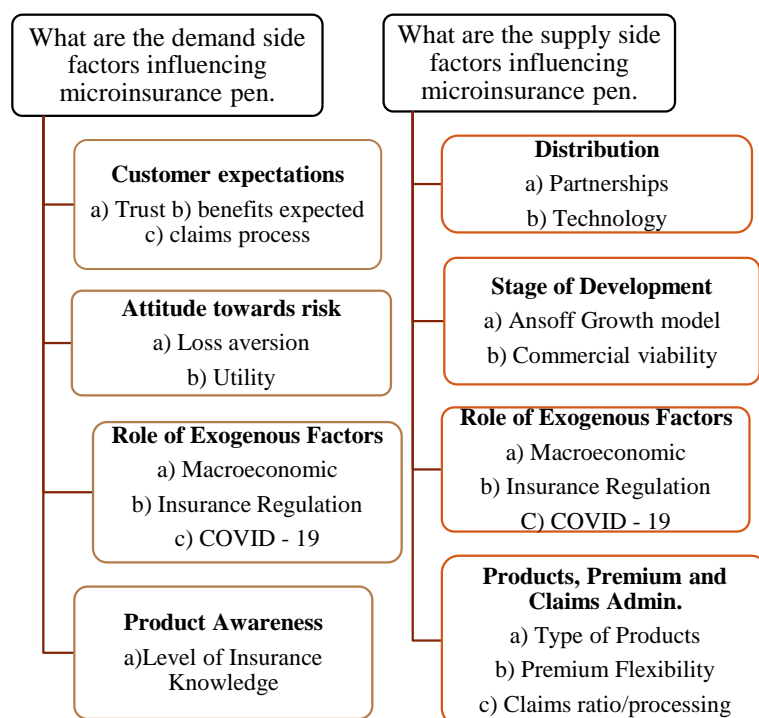 What are the demand side
factors influencing
microinsurance pen.
Customer expectations
a) Trust b) benefits expected
c) claims process
Attitude towards risk
a) Loss aversion
b) Utility
Role of Exogenous Factors
a) Macroeconomic
b) Insurance Regulation
c) COVID - 19
Product Awareness
a)Level of Insurance
Knowledge
What are the supply side
factors influencing
microinsurance pen.
Distribution
a) Partnerships
b) Technology
Stage of Development
a) Ansoff Growth model
b) Commercial viability
Role of Exogenous Factors
a) Macroeconomic
b) Insurance Regulation
C) COVID - 19
Products, Premium and
Claims Admin.
a) Type of Products
b) Premium Flexibility
c) Claims ratio/processing